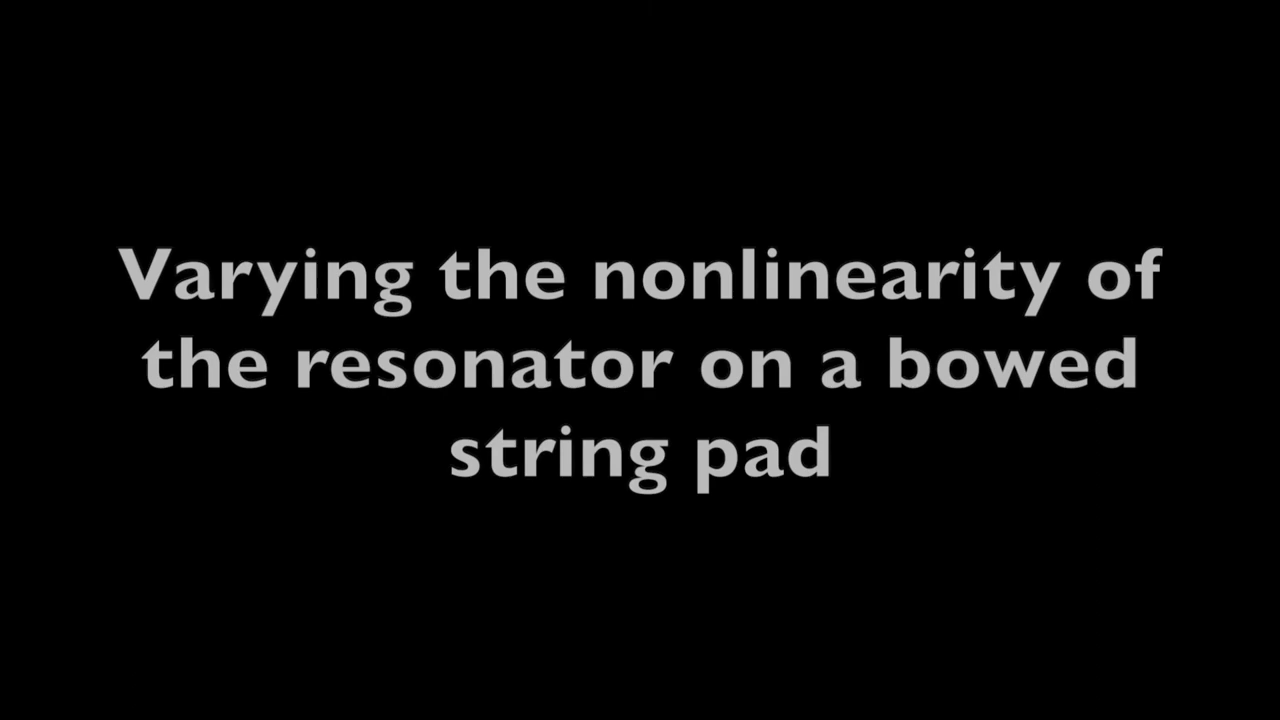 Varying the nonlinearity of
the resonator on a bowed
string pad